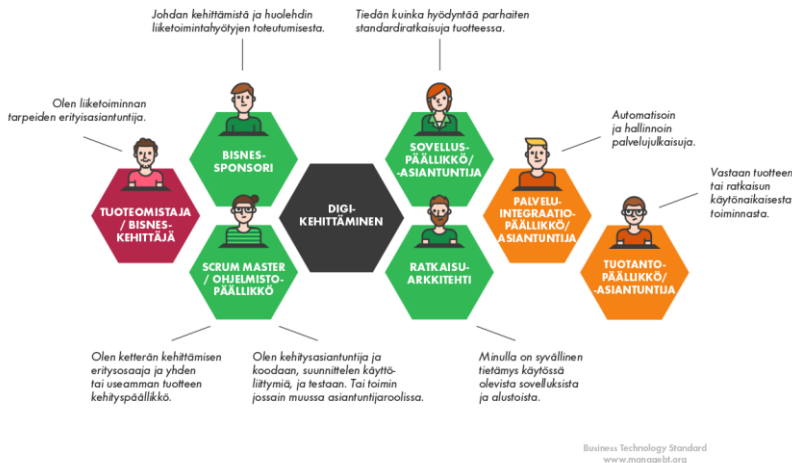 Johdan kehittämistä ja huolehdin
liiketoimintahyötyjen toteutumisesta.
Tiedän kuinka hyödyntää parhaiten
standardiratkaisuja tuotteessa.
Olen liiketoiminnan
tarpeiden erityisasiantuntija.
Automatisoin
ja hallinnoin
palvelujulkaisuja.
Vastaan tuotteen
tai ratkaisun
käytönaikaisesta
toiminnasta.
BISNES-
SPONSORI
SOVELLUS-
PÄÄLLIKKÖ/
-ASIANTUNTIJA
TUOTEOMISTAJA
/ BISNES-
KEHITTÄJÄ
DIGI-
KEHITTÄMINEN
PALVELU-
INTEGRAATIO-
PÄÄLLIKKÖ/
ASIANTUNTIJA
SCRUM MASTER
/ OHJELMISTO-
PÄÄLLIKKÖ
RATKAISU-
ARKKITEHTI
TUOTANTO-
PÄÄLLIKKÖ/
-ASIANTUNTIJA
Olen ketterän kehittämisen
eritysosaaja ja yhden
tai useamman tuotteen
kehityspäällikkö.
Olen kehitysasiantuntija ja
koodaan, suunnittelen käyttö-
liittymiä, ja testaan. Tai toimin
jossain muussa asiantuntijaroolissa.
Minulla on syvällinen
tietämys käytössä
olevista sovelluksista
ja alustoista.
Business Technology Standard
www.managebt.org